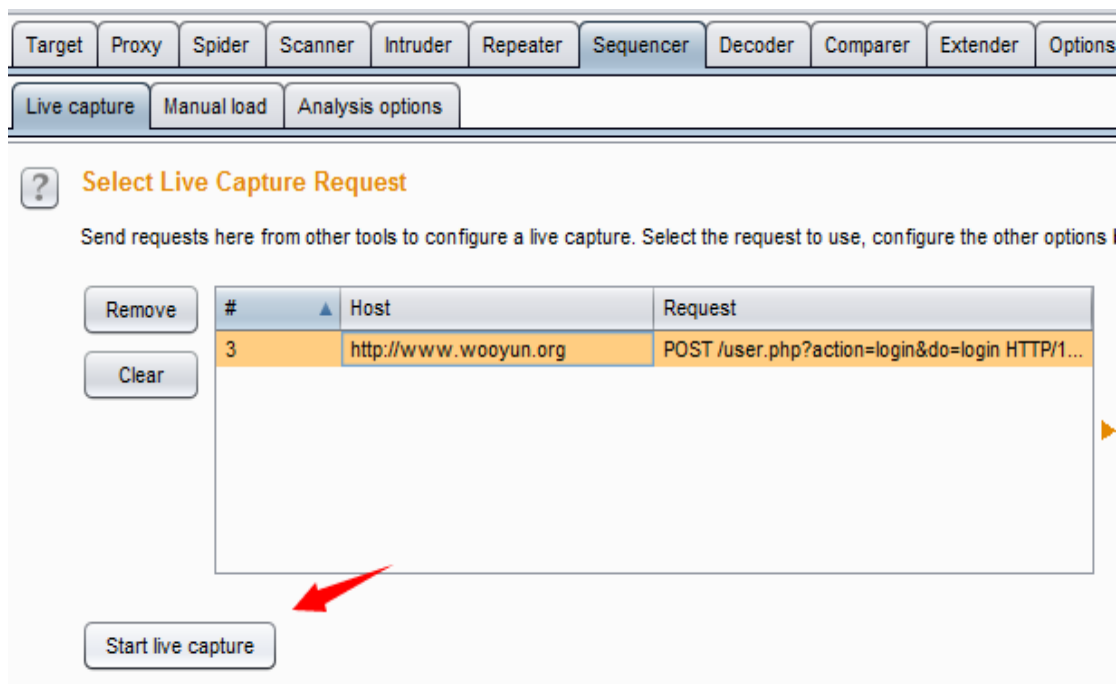 Target Proxy Spider Scanner Intruder Repeater Sequencer Decoder Comparer Extender Options
Live capture Manual load Analysis options
? Select Live Capture Request
Send requests here from other tools to configure a live capture. Select the request to use, configure the other options
Remove # Host Request
3 http://www.wooyun.org POST /user.php?action=login&do=login HTTP/1...
Clear
Start live capture